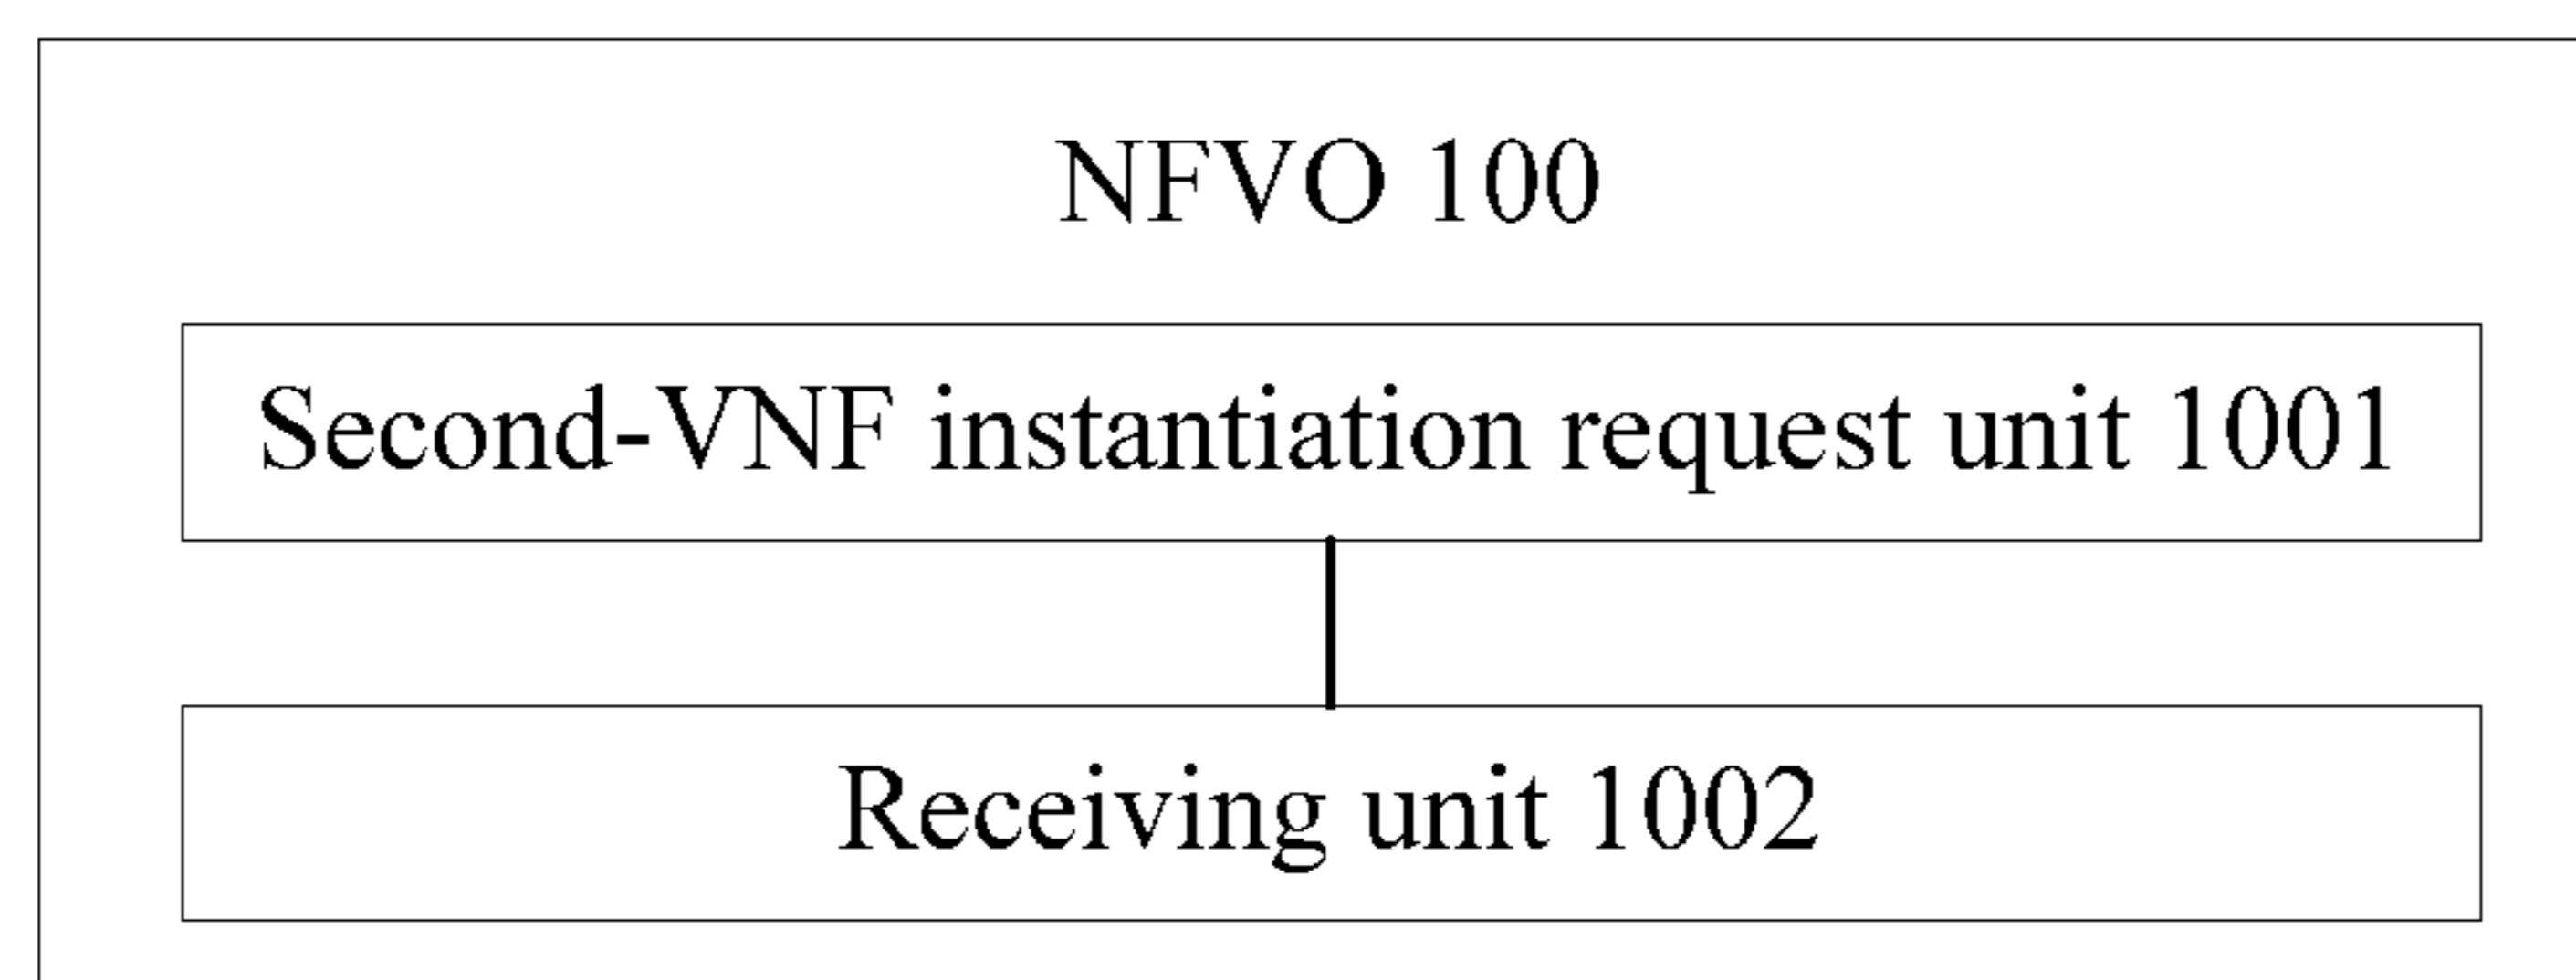 NFVO 100
Second-VNF instantiation request unit 1001
Receiving unit 1002